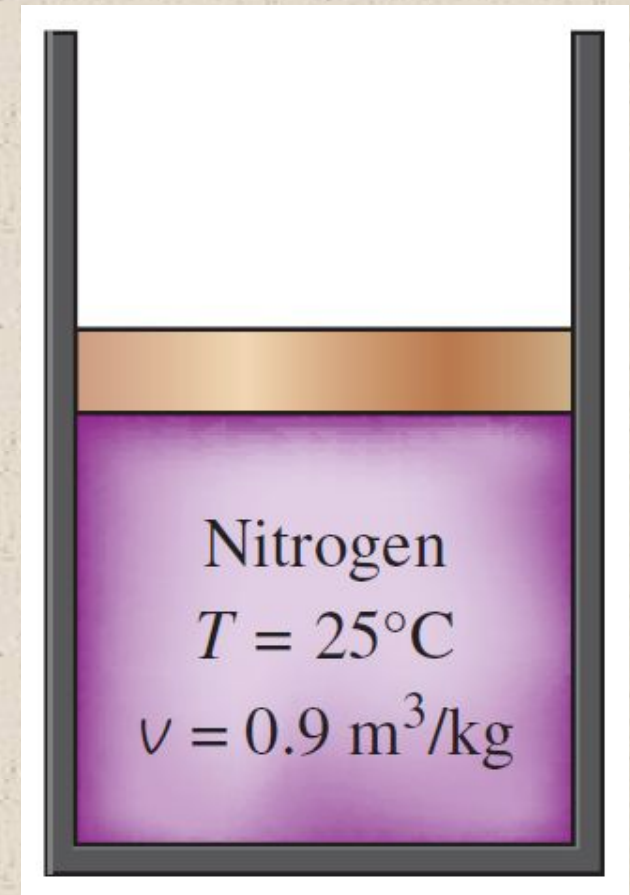 Nitrogen
T = 25°C
v = 0.9 m³/kg